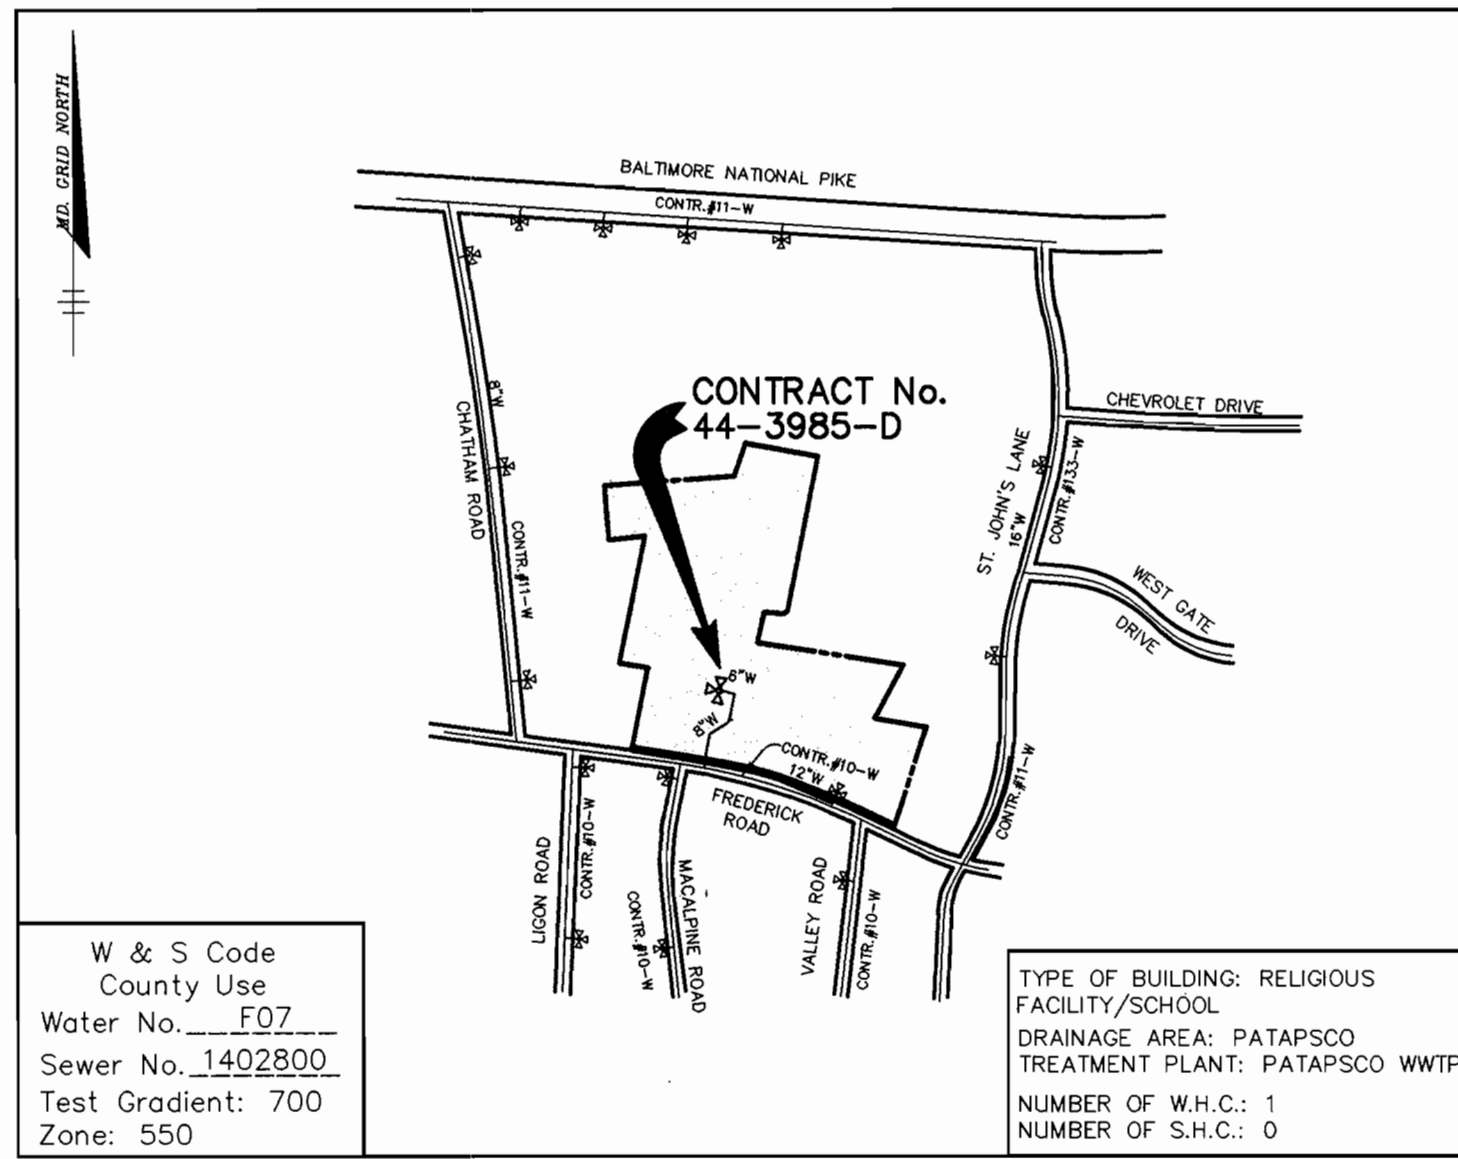 MD. GRID NORTH
BALTIMORE NATIONAL PIKE
CONTR.#11-W
CONTRACT No.
44-3985-D
8"W
CHATHAM ROAD
CONTR.#11-W
CHEVROLET DRIVE
ST. JOHN'S LANE
16"W
CONTR.#133-W
WEST GATE
DRIVE
6"W
8"W
CONTR.#10-W
12"W
FREDERICK
ROAD
CONTR.#11-W
LIGON ROAD
CONTR.#10-W
CONTR.#10-W
MACALPINE ROAD
VALLEY ROAD
CONTR.#10-W
W & S Code
County Use
Water No. F07
Sewer No. 1402800
Test Gradient: 700
Zone: 550
TYPE OF BUILDING: RELIGIOUS
FACILITY/SCHOOL
DRAINAGE AREA: PATAPSCO
TREATMENT PLANT: PATAPSCO WWTP
NUMBER OF W.H.C.: 1
NUMBER OF S.H.C.: 0